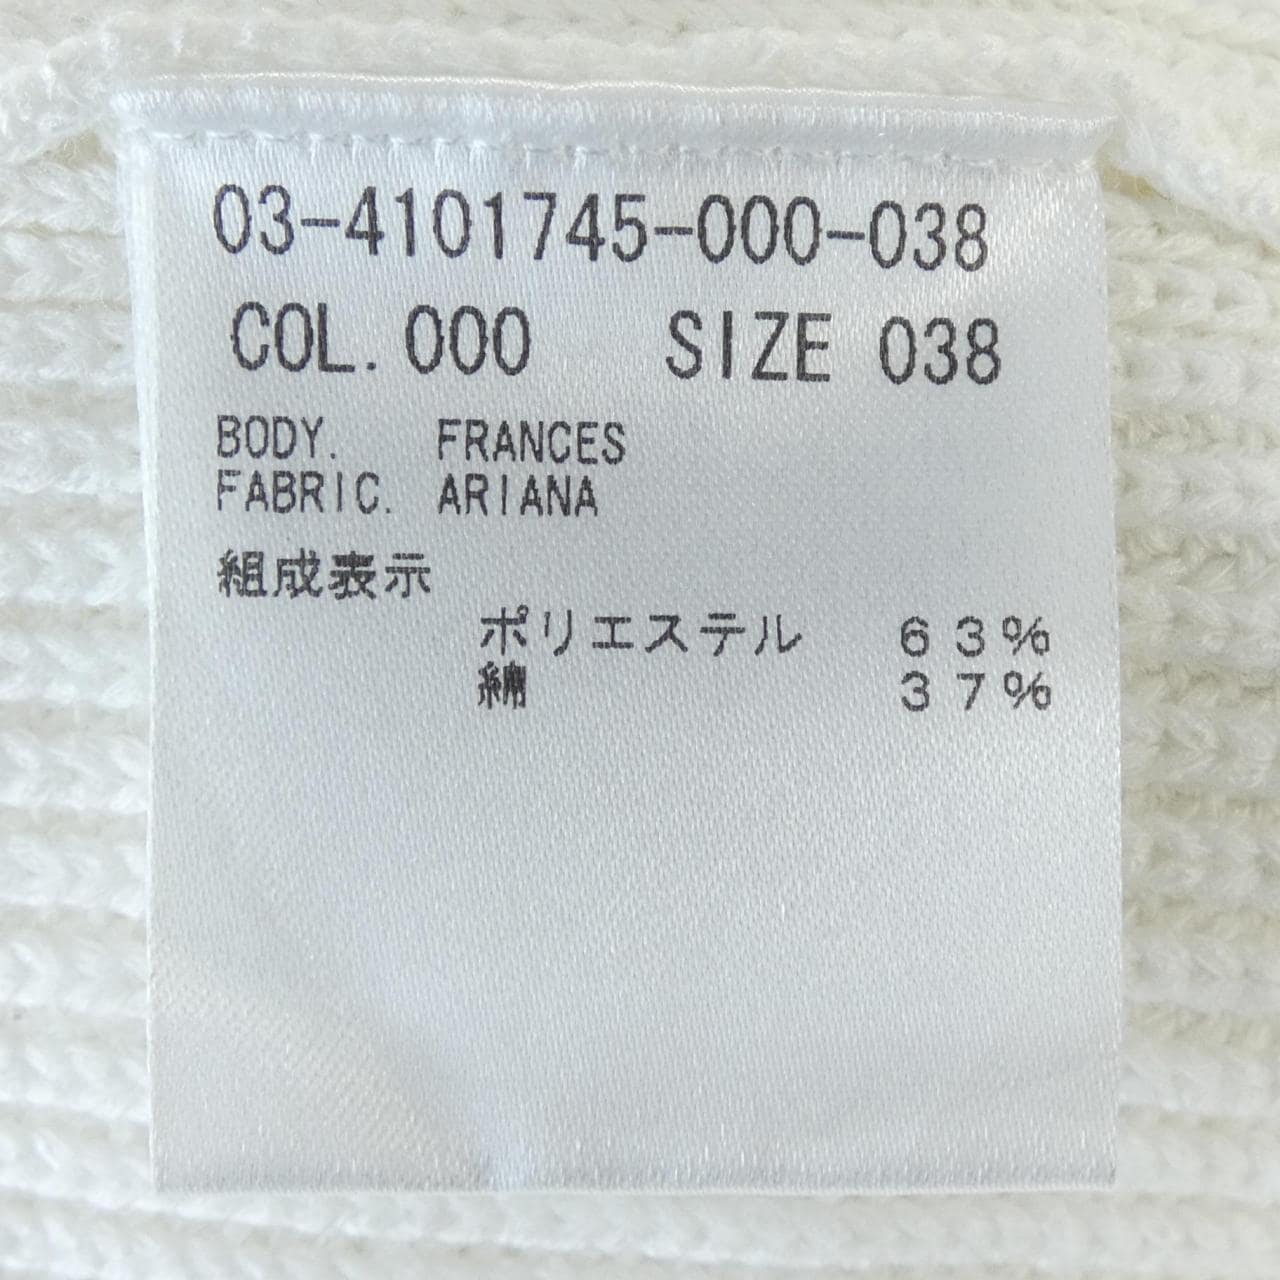 03-4101745-000-038
COL. 000 SIZE 038
BODY. FRANCES
FABRIC. ARIANA
組成表示
ポリエステル 63%
綿 37%